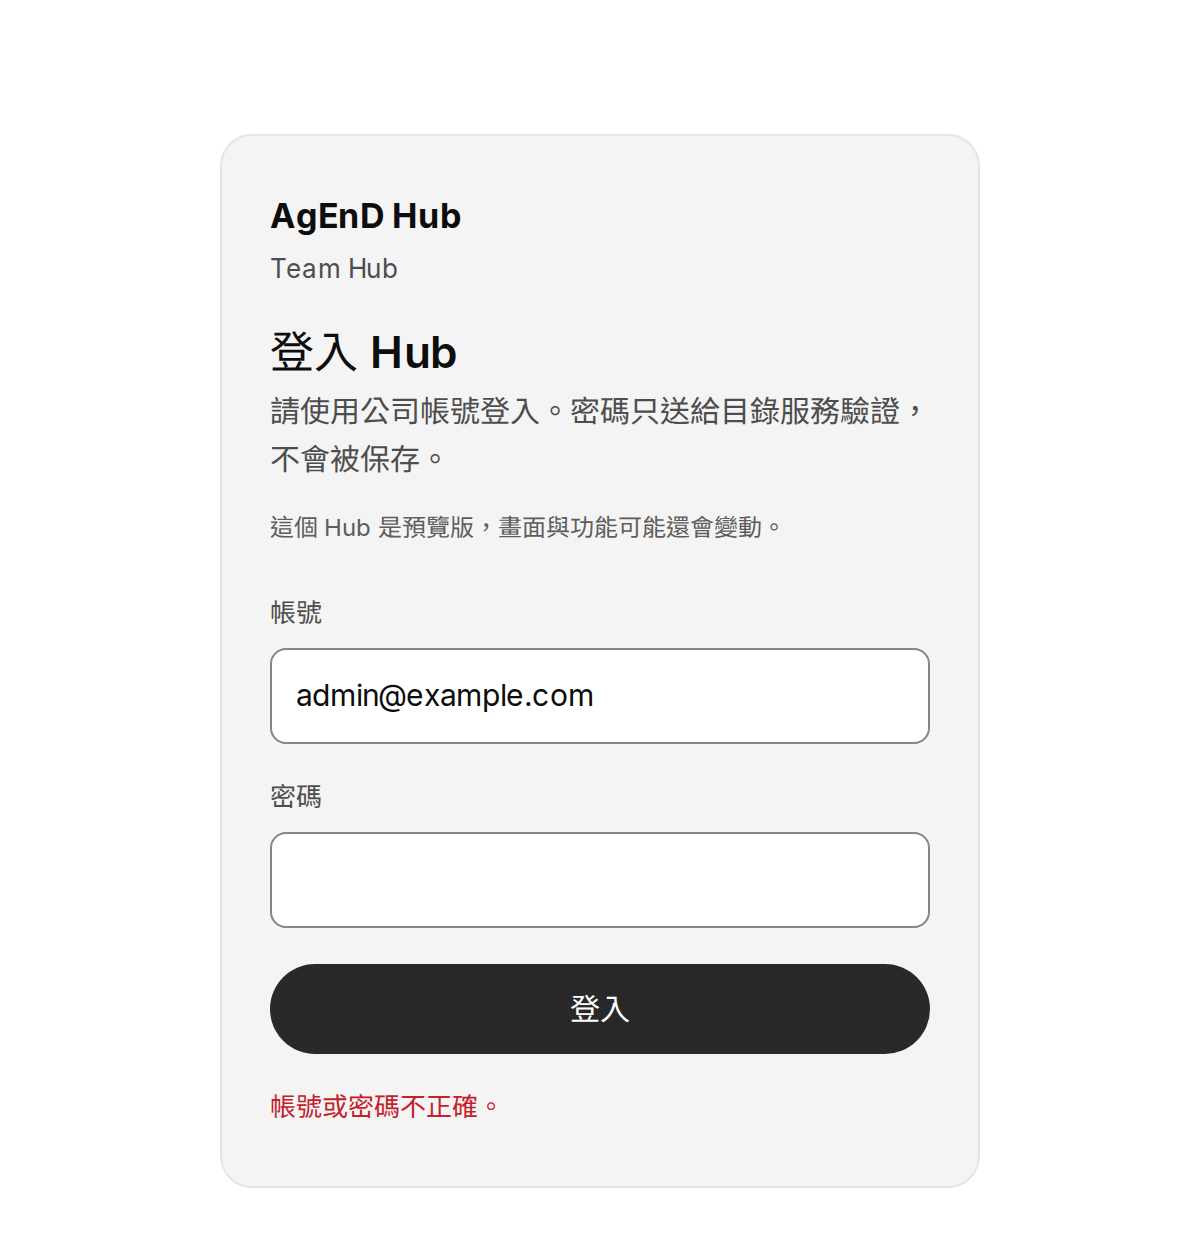 AgEnD Hub
Team Hub
登入 Hub
請使用公司帳號登入。密碼只送給目錄服務驗證，
不會被保存。
這個 Hub 是預覽版，畫面與功能可能還會變動。
帳號
admin@example.com
密碼
登入
帳號或密碼不正確。